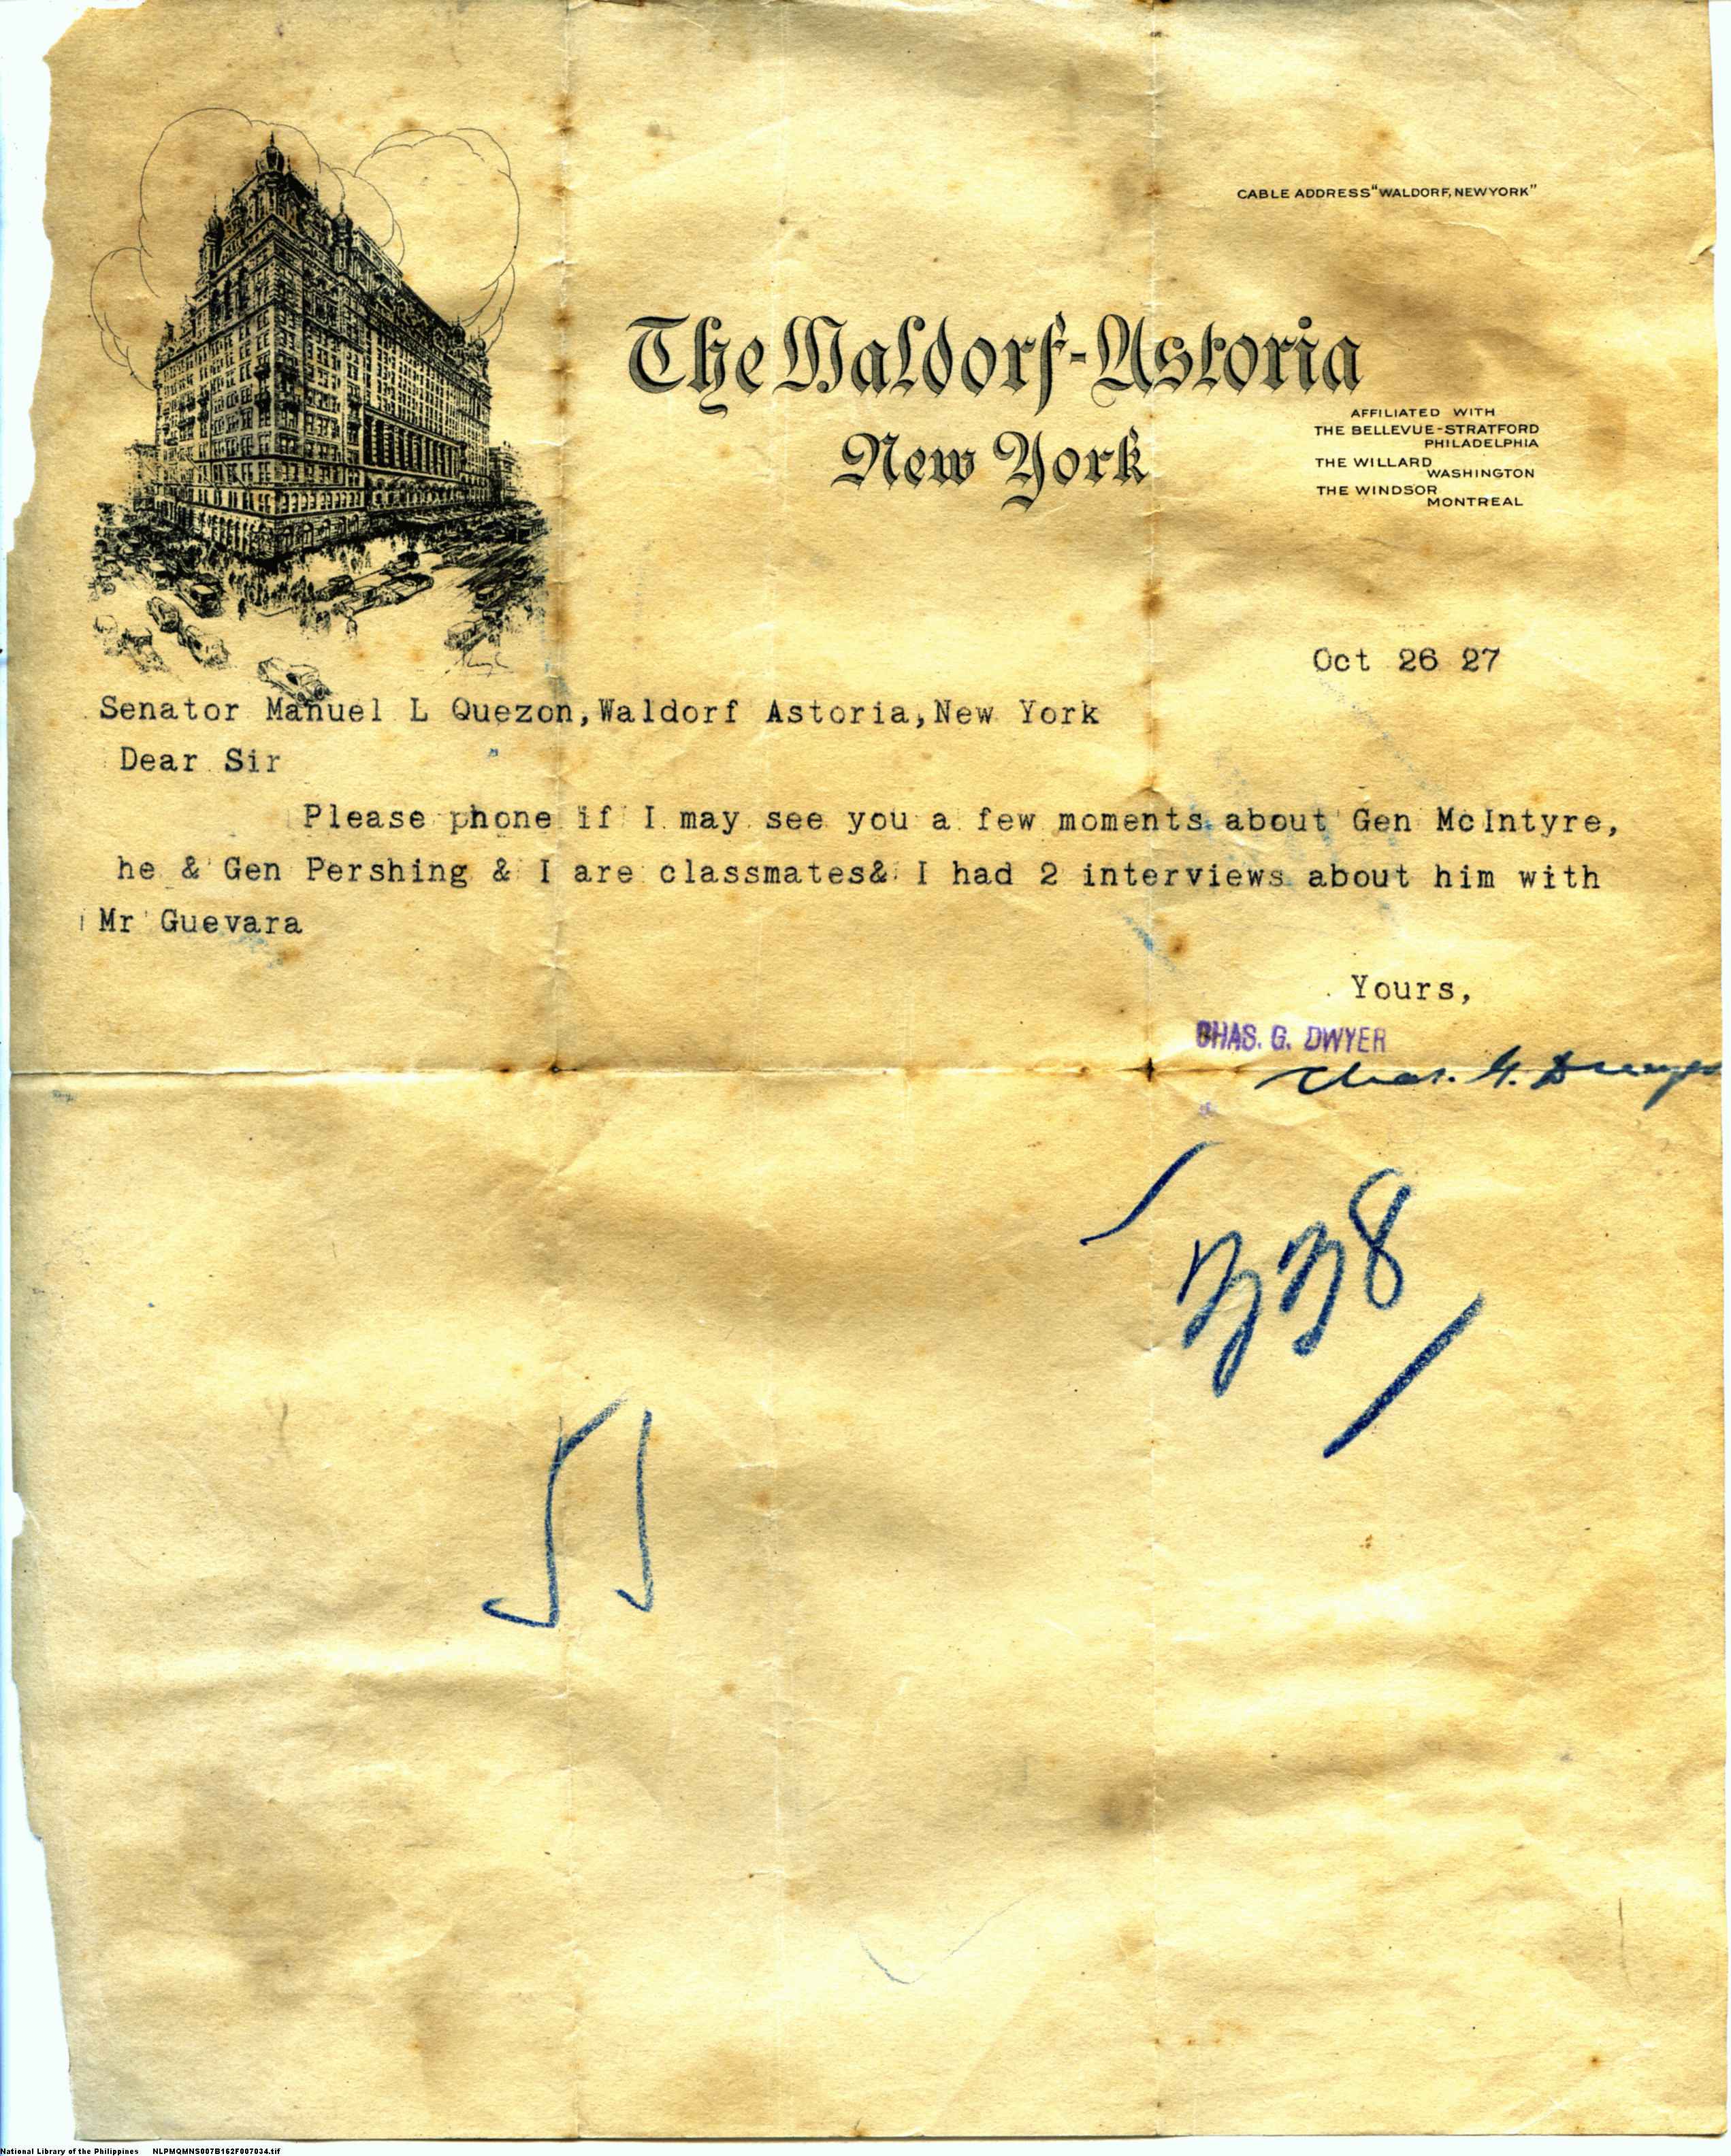 CABLE ADDRESS "WALDORF, NEWYORK"
The Waldorf-Astoria
New York
AFFILIATED WITH
THE BELLEVUE-STRATFORD
PHILADELPHIA
THE WILLARD
WASHINGTON
THE WINDSOR
MONTREAL
Oct 26 27
Senator Manuel L Quezon,Waldorf Astoria,New York
Dear Sir
Please phone if I may see you a few moments about Gen McIntyre,
he & Gen Pershing & I are classmates& I had 2 interviews about him with
Mr Guevara
Yours,
CHAS. G. DWYER
Chas. G. Dwyer
338
National Library of the Philippines NLPMQMNS007B162F007034.tif